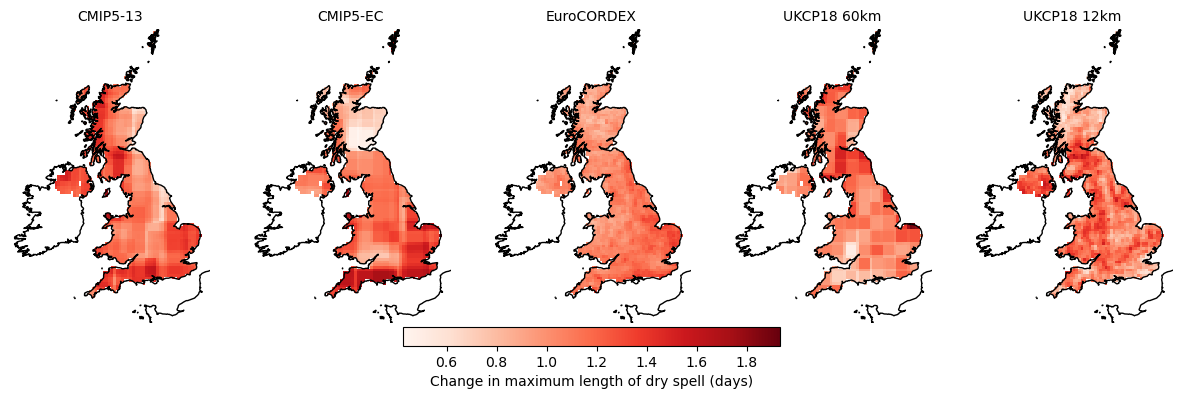 CMIP5-13 CMIP5-EC EuroCORDEX UKCP18 60km UKCP18 12km
0.6 0.8 1.0 1.2 1.4 1.6 1.8
Change in maximum length of dry spell (days)